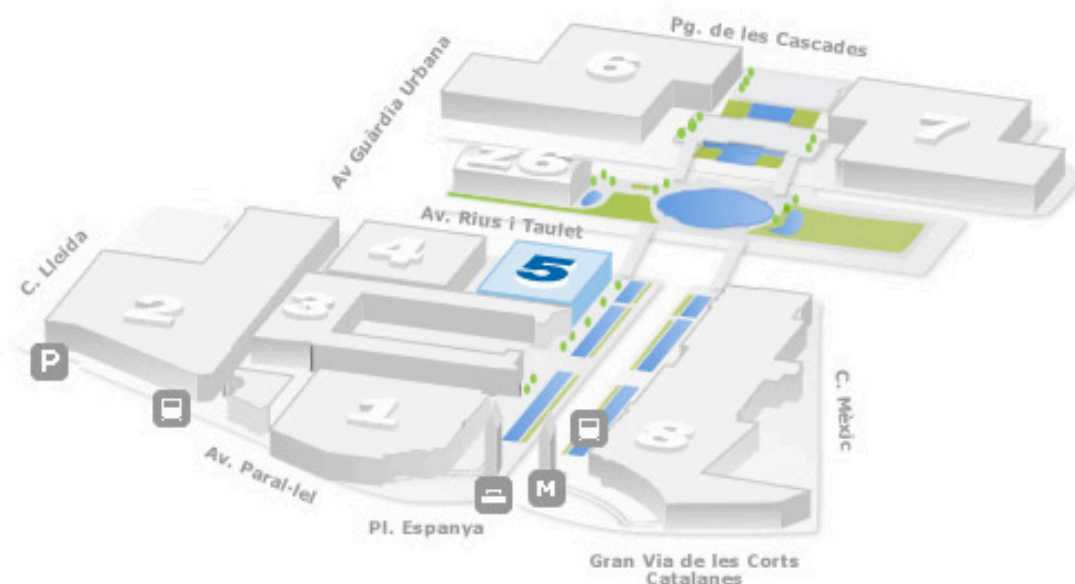 Pg. de les Cascades
6
Av Guàrdia Urbana
7
z6
Av. Rius i Taulet
C. Lleida
4
5
2
3
P
C. Mèxic
1
8
Av. Paral·lel
M
Pl. Espanya
Gran Via de les Corts
Catalanes